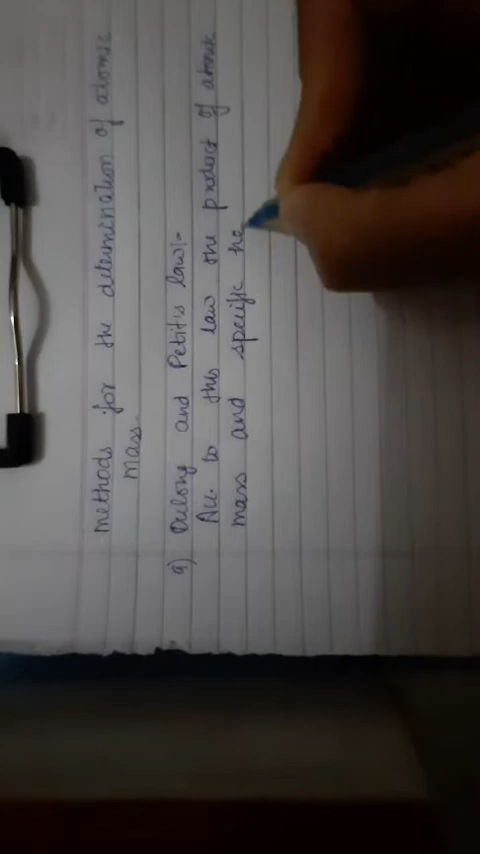 methods for the determination of atomic
mass.
a) Dulong and Petit's law:-
Acc. to this law the product of atomic
mass and specific he